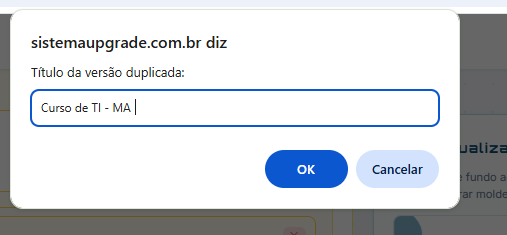 sistemaupgrade.com.br diz
Título da versão duplicada:
Curso de TI - MA
OK
Cancelar